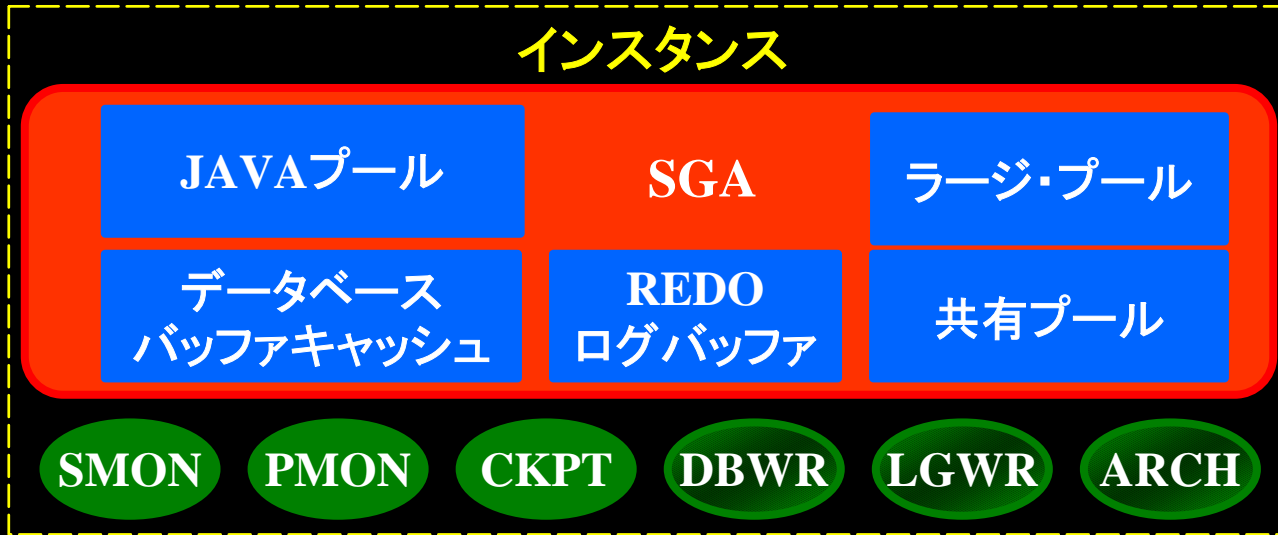 インスタンス
JAVAプール
SGA
ラージ・プール
データベース
バッファキャッシュ
REDO
ログバッファ
共有プール
SMON
PMON
CKPT
DBWR
LGWR
ARCH